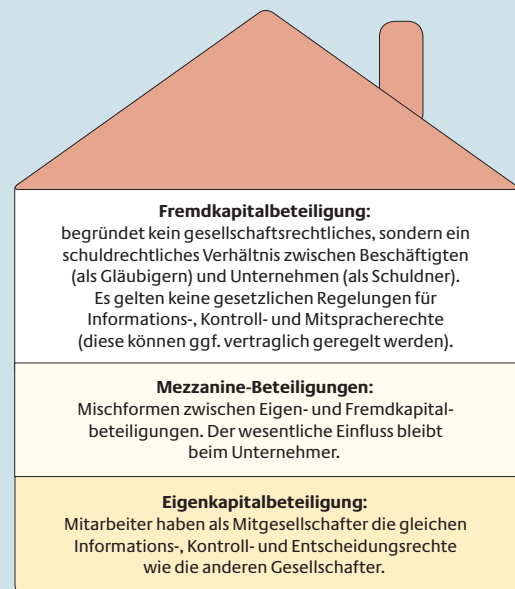 Fremdkapitalbeteiligung:
begründet kein gesellschaftsrechtliches, sondern ein
schuldrechtliches Verhältnis zwischen Beschäftigten
(als Gläubigern) und Unternehmen (als Schuldner).
Es gelten keine gesetzlichen Regelungen für
Informations-, Kontroll- und Mitspracherechte
(diese können ggf. vertraglich geregelt werden).
Mezzanine-Beteiligungen:
Mischformen zwischen Eigen- und Fremdkapital-
beteiligungen. Der wesentliche Einfluss bleibt
beim Unternehmer.
Eigenkapitalbeteiligung:
Mitarbeiter haben als Mitgesellschafter die gleichen
Informations-, Kontroll- und Entscheidungsrechte
wie die anderen Gesellschafter.